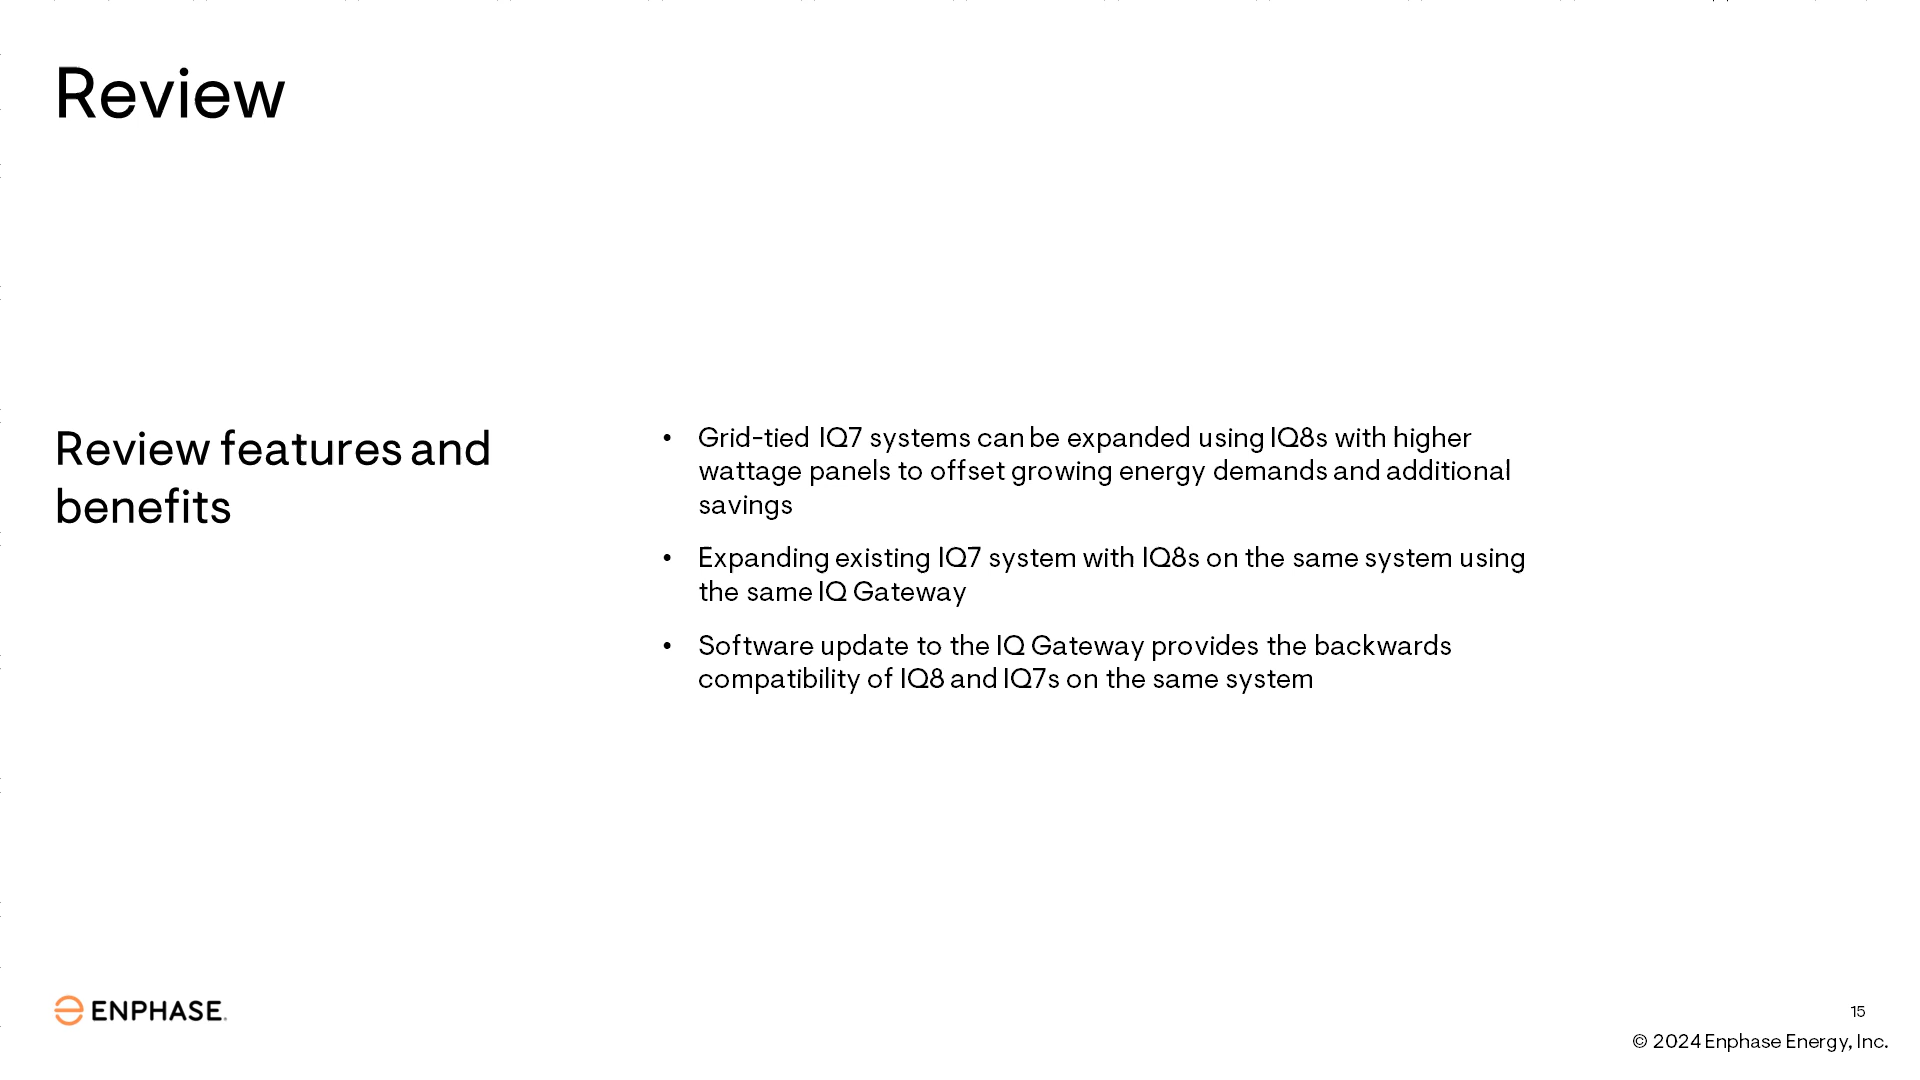 Review
Review features and
benefits
• Grid-tied IQ7 systems can be expanded using IQ8s with higher
wattage panels to offset growing energy demands and additional
savings
• Expanding existing IQ7 system with IQ8s on the same system using
the same IQ Gateway
• Software update to the IQ Gateway provides the backwards
compatibility of IQ8 and IQ7s on the same system
ENPHASE.
15
© 2024 Enphase Energy, Inc.